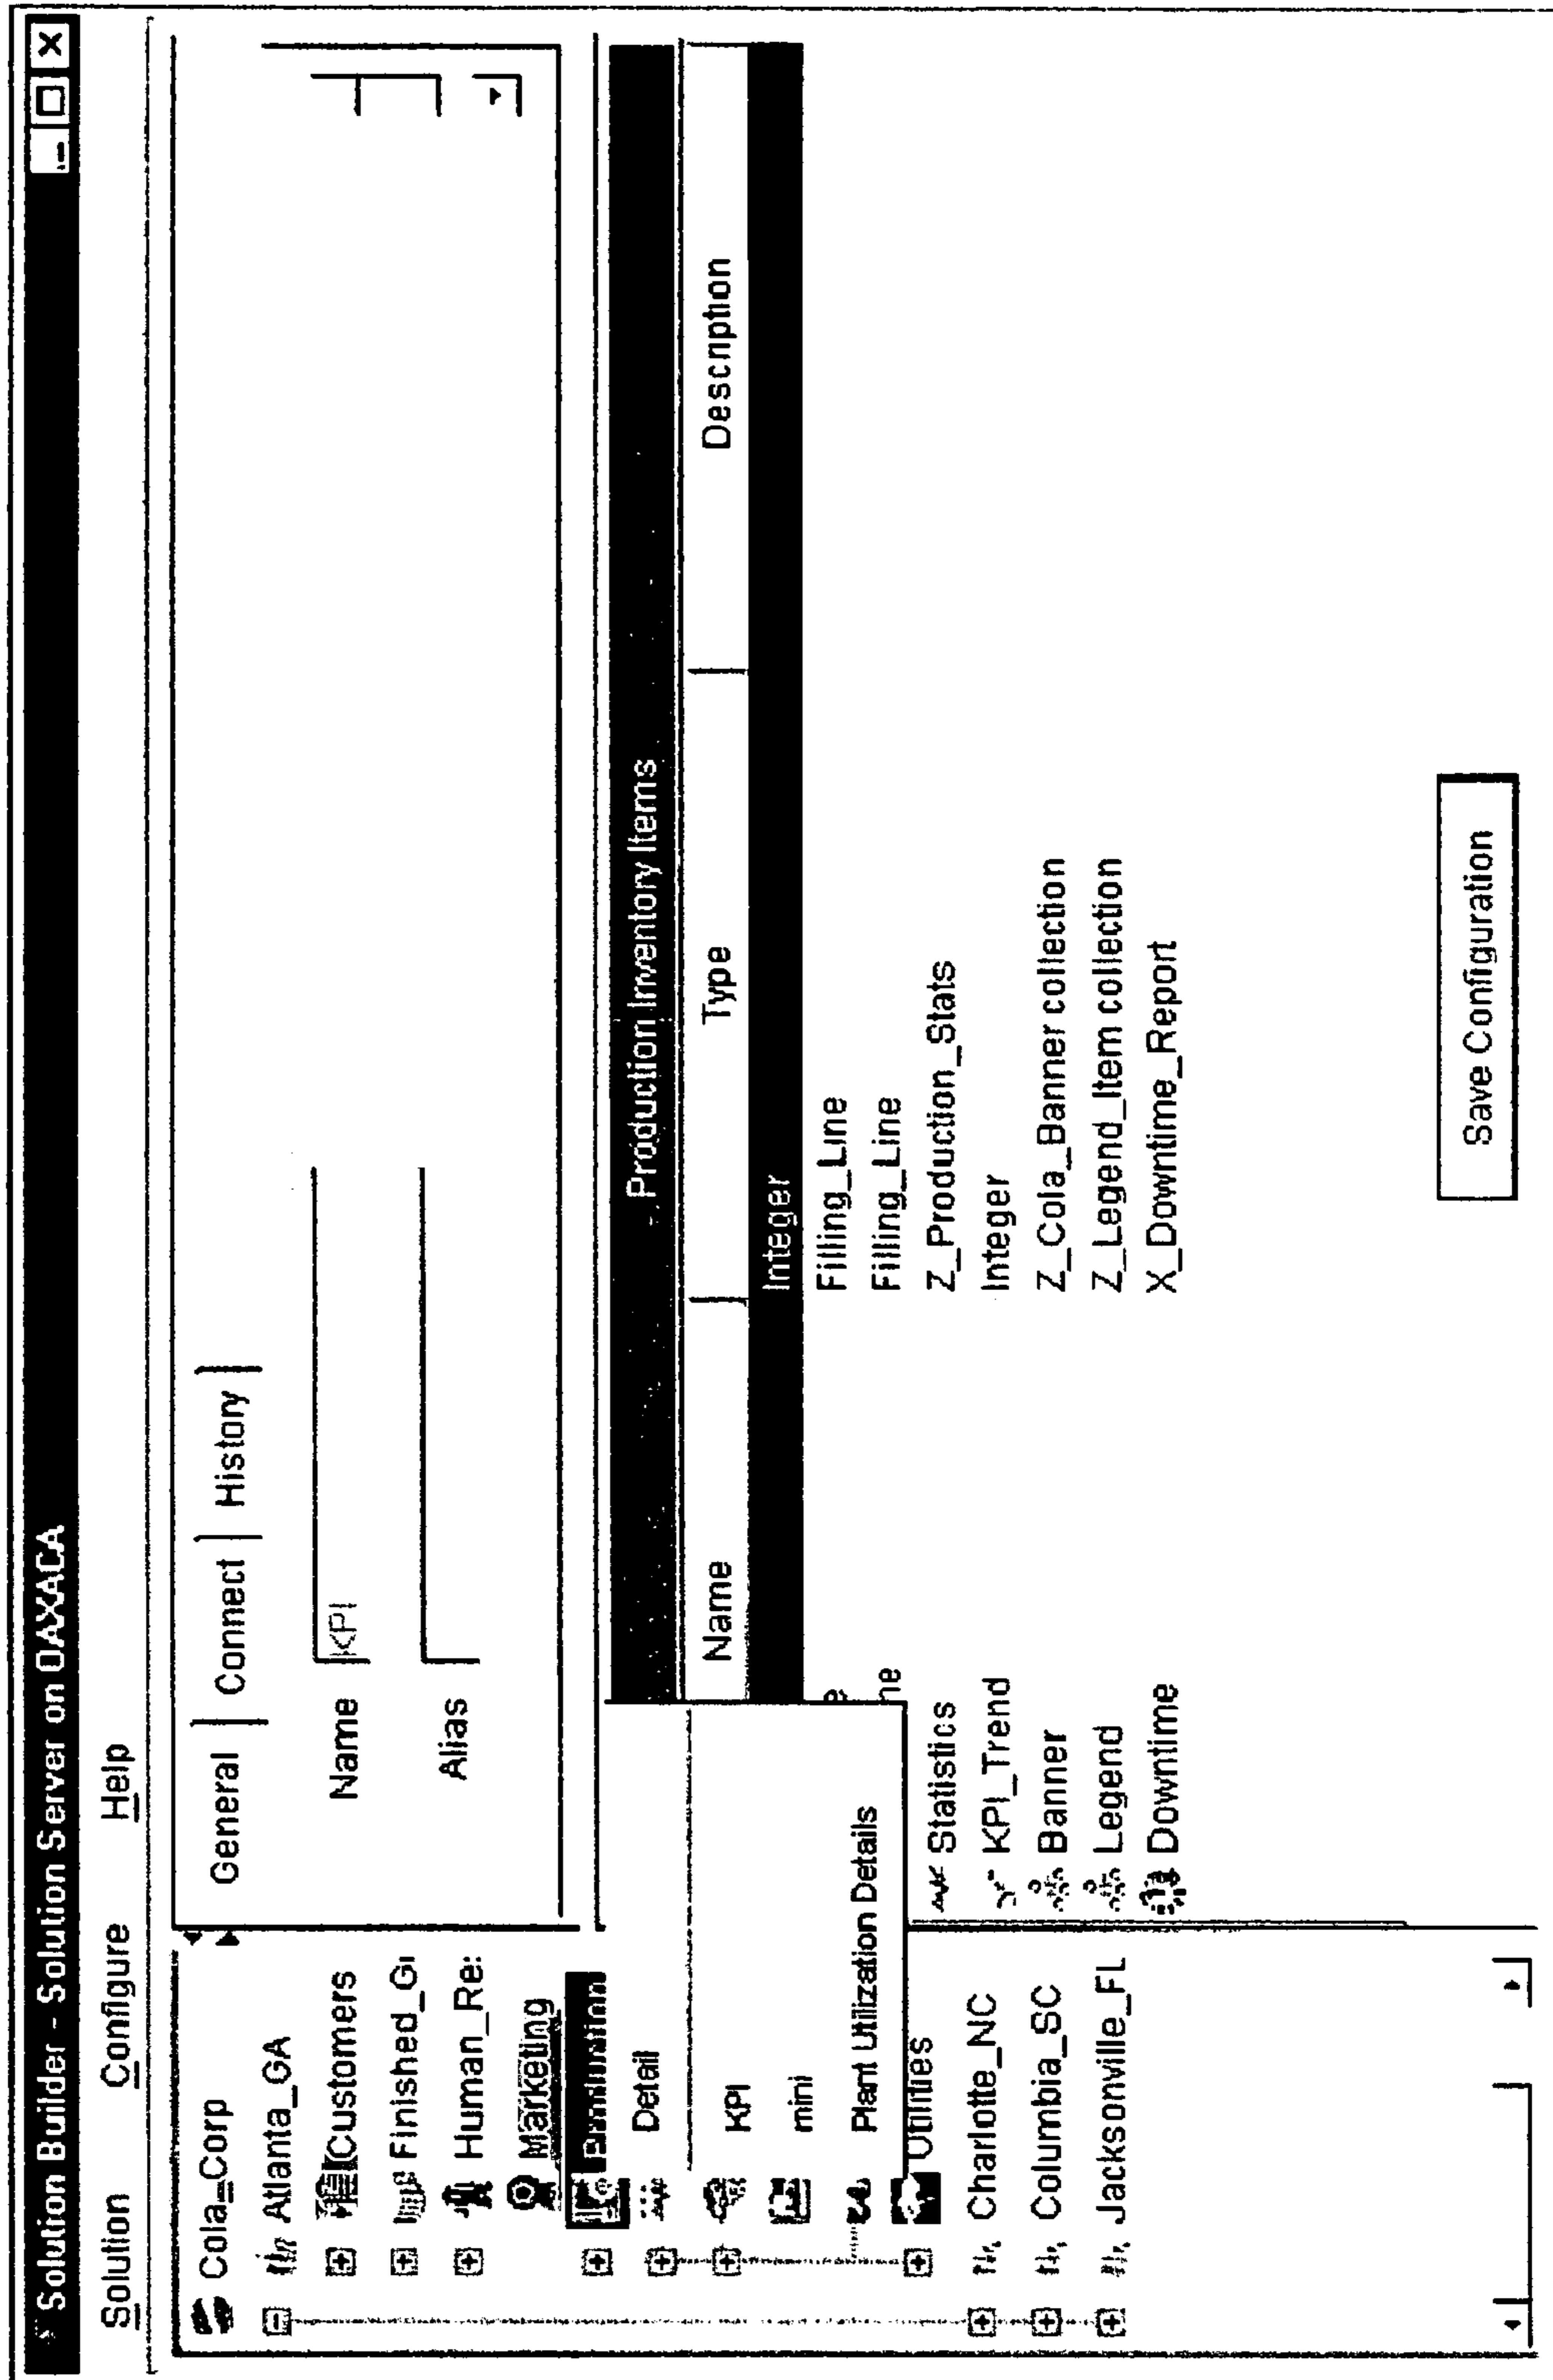 Solution Builder - Solution Server on OAXACA
Solution Configure Help
Cola_Corp
Atlanta_GA
Customers
Finished_G
Human_Re
Marketing
Detail
KPI
mini
Plant Utilization Details
Utilities
Charlotte_NC
Columbia_SC
Jacksonville_FL
General Connect History
Name KPI
Alias
Production Inventory Items
Name Type Description
Integer
e Filling_Line
ne Filling_Line
Statistics Z_Production_Stats
KPI_Trend Integer
Banner Z_Cola_Banner collection
Legend Z_Legend_Item collection
Downtime X_Downtime_Report
Save Configuration